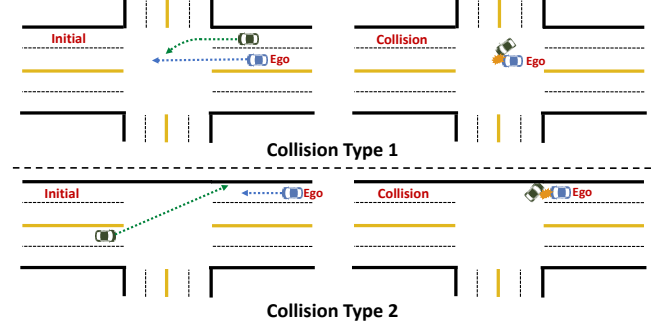 Initial
Collision
Ego
Ego
Collision Type 1
Initial
Collision
Ego
Ego
Collision Type 2